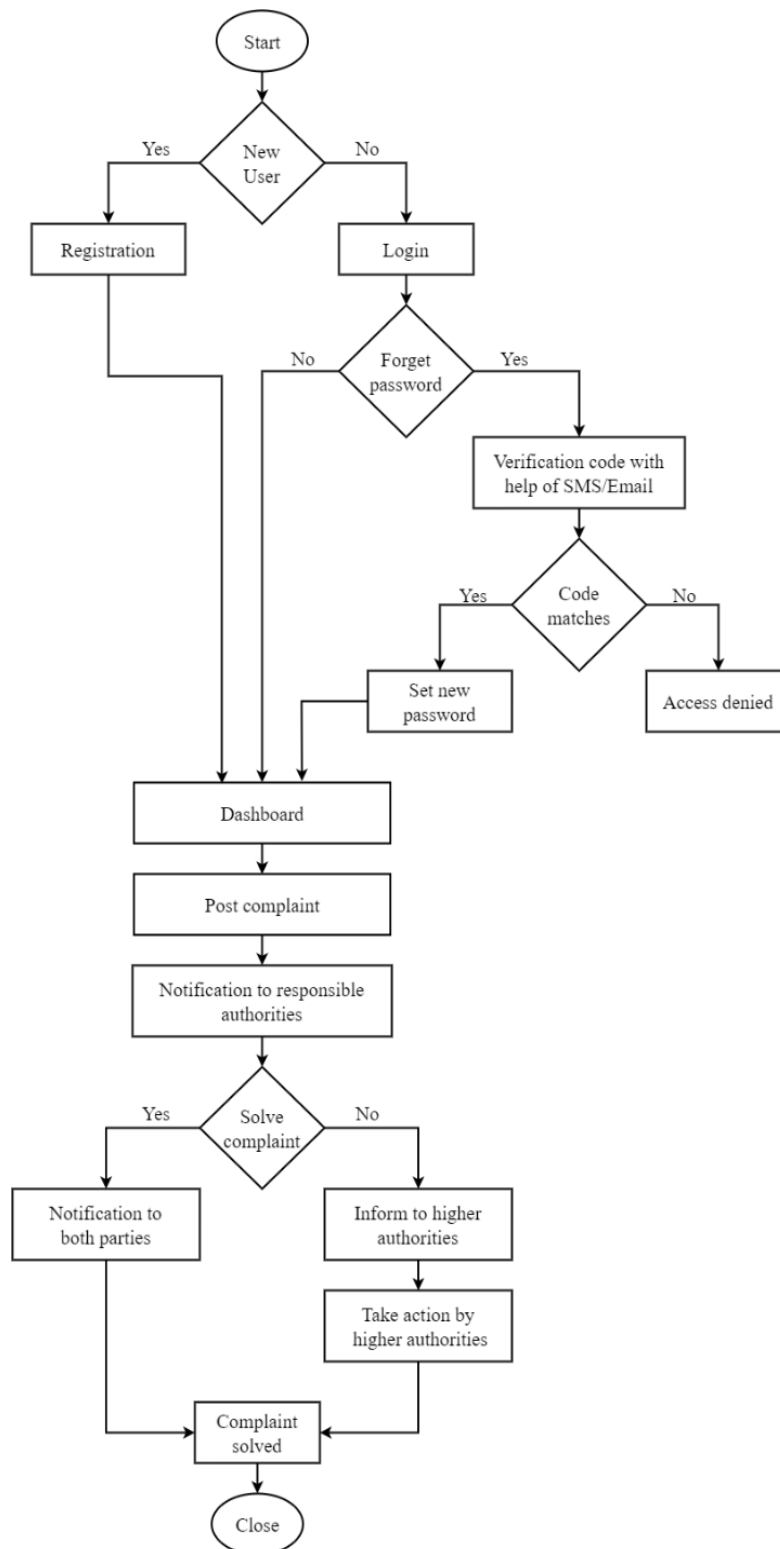 Start
Yes
New
User
No
Registration
Login
No
Forget
password
Yes
Verification code with
help of SMS/Email
Yes
Code
matches
No
Set new
password
Access denied
Dashboard
Post complaint
Notification to responsible
authorities
Yes
Solve
complaint
No
Notification to
both parties
Inform to higher
authorities
Take action by
higher authorities
Complaint
solved
Close